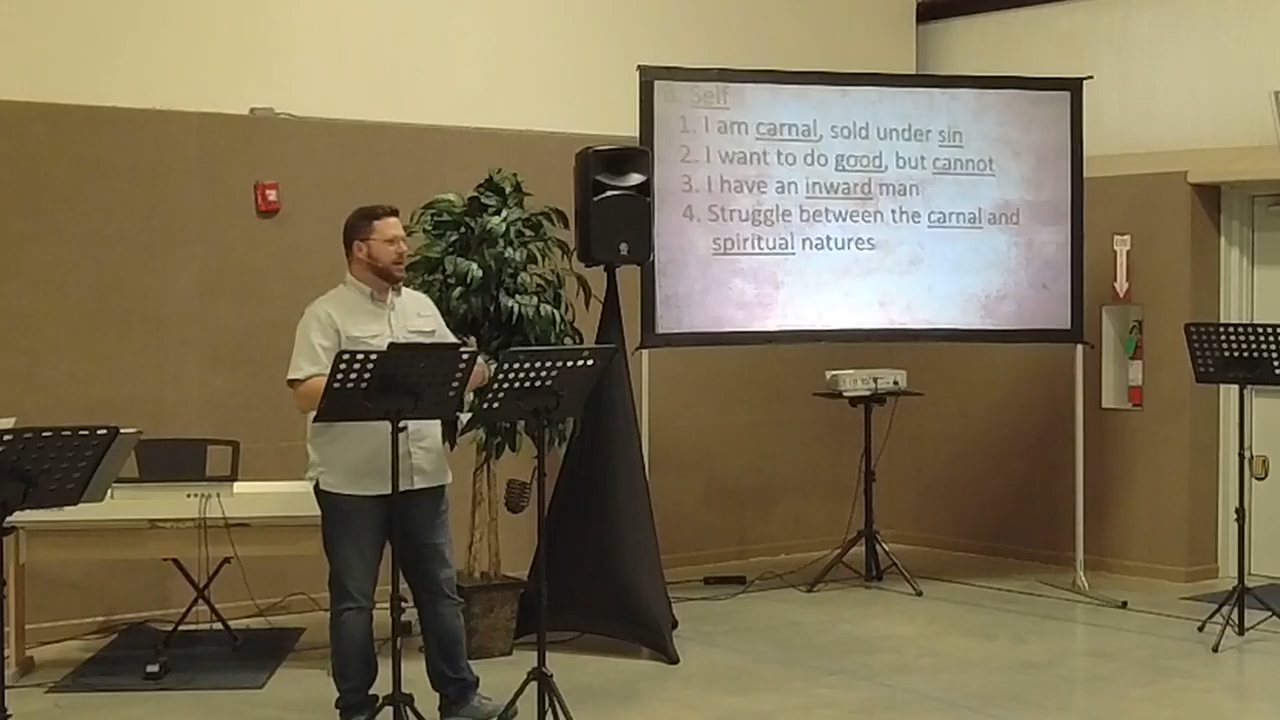 B. Self
1. I am carnal, sold under sin
2. I want to do good, but cannot
3. I have an inward man
4. Struggle between the carnal and
spiritual natures